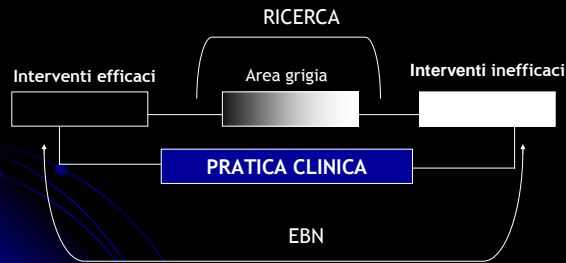 RICERCA
Interventi efficaci
Area grigia
Interventi inefficaci
PRATICA CLINICA
EBN